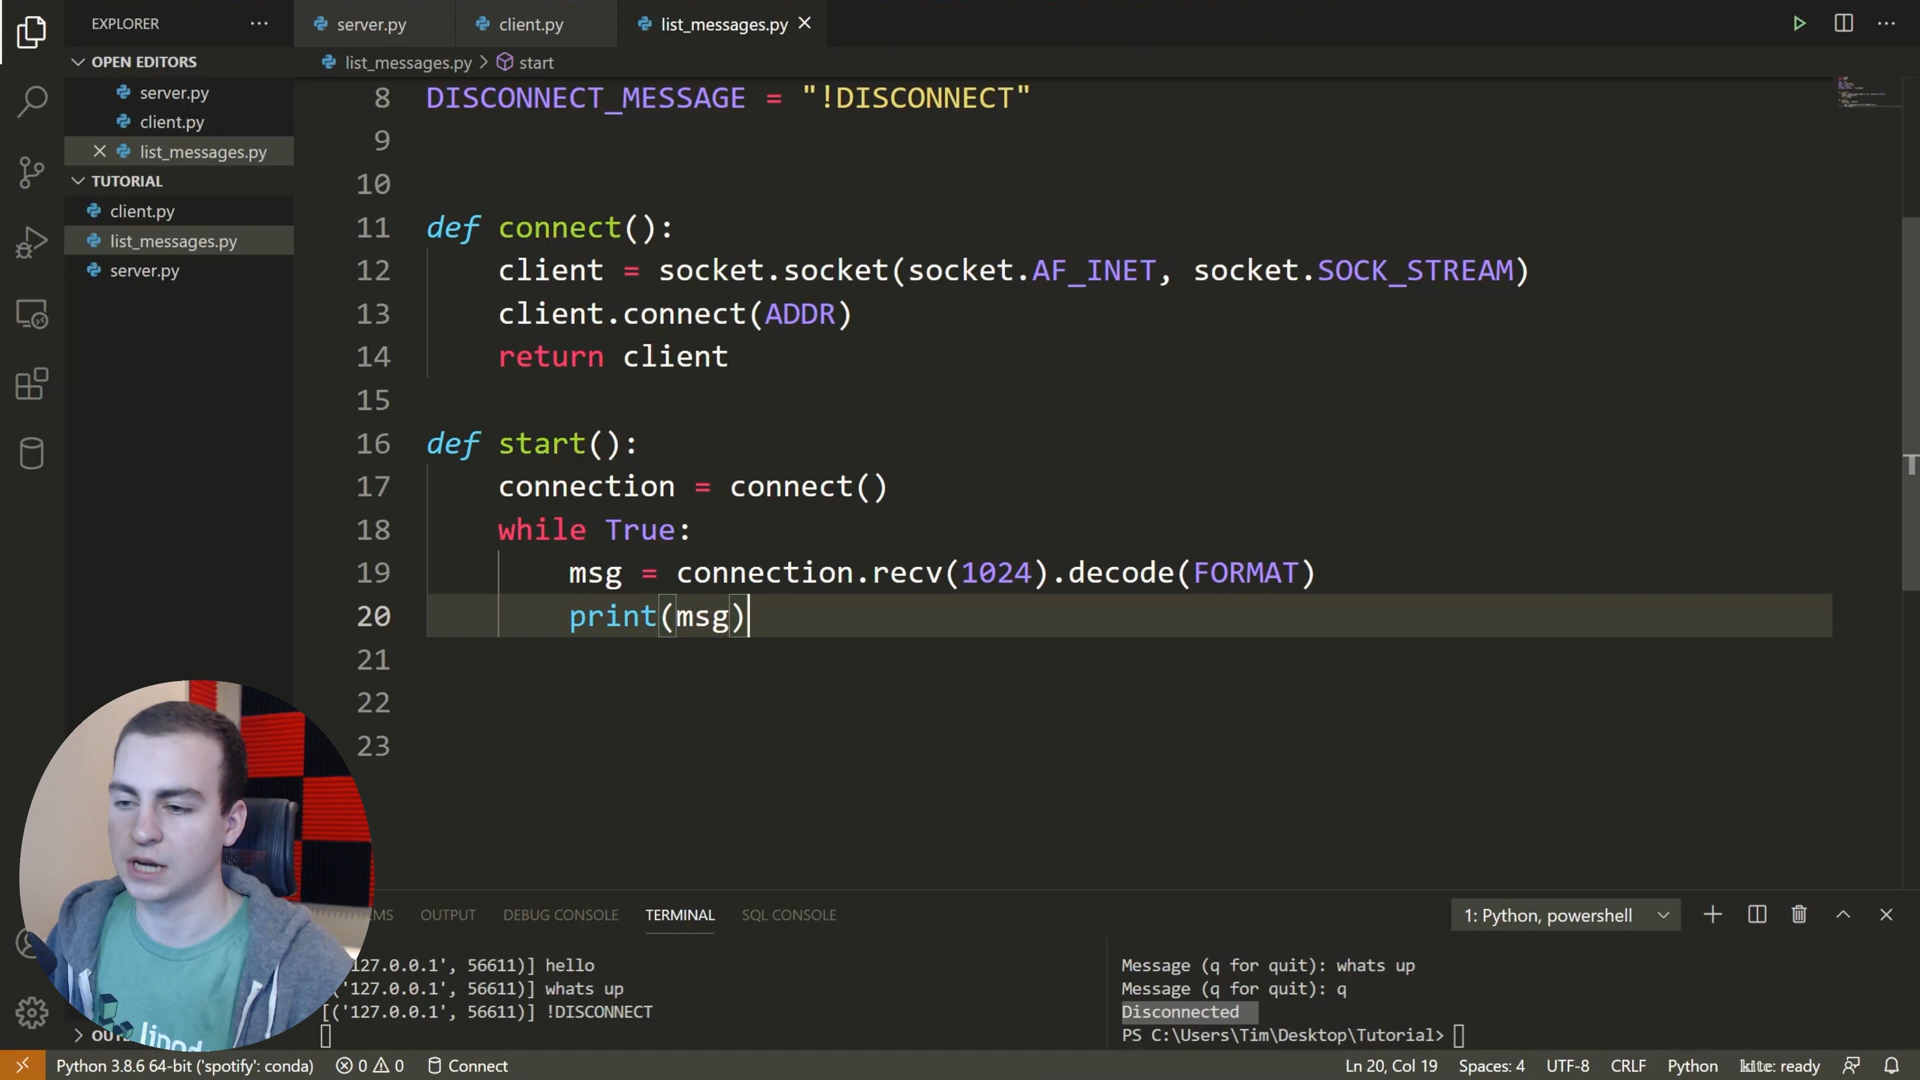 EXPLORER
server.py
client.py
list_messages.py
list_messages.py > start
OPEN EDITORS
server.py
client.py
list_messages.py
TUTORIAL
client.py
list_messages.py
server.py
8 DISCONNECT_MESSAGE = "!DISCONNECT"
9
10
11 def connect():
12 client = socket.socket(socket.AF_INET, socket.SOCK_STREAM)
13 client.connect(ADDR)
14 return client
15
16 def start():
17 connection = connect()
18 while True:
19 msg = connection.recv(1024).decode(FORMAT)
20 print(msg)
21
22
23
OUTPUT
DEBUG CONSOLE
TERMINAL
SQL CONSOLE
1: Python, powershell
'127.0.0.1', 56611)] hello
('127.0.0.1', 56611)] whats up
[('127.0.0.1', 56611)] !DISCONNECT
Message (q for quit): whats up
Message (q for quit): q
Disconnected
PS C:\Users\Tim\Desktop\Tutorial>
Python 3.8.6 64-bit ('spotify': conda)
0
0
Connect
Ln 20, Col 19
Spaces: 4
UTF-8
CRLF
Python
kite: ready